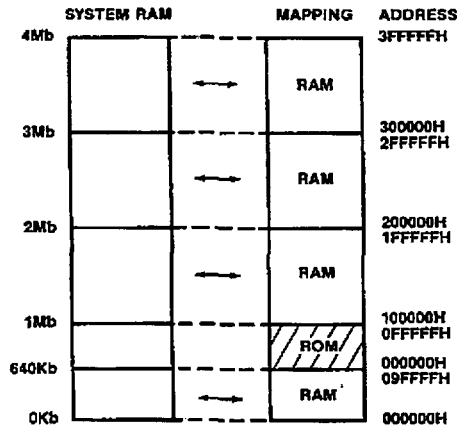 SYSTEM RAM MAPPING ADDRESS
4Mb 3FFFFFH
RAM
3Mb 300000H
2FFFFFH
RAM
2Mb 200000H
1FFFFFH
RAM
1Mb 100000H
0FFFFFH
ROM
640Kb 000000H
09FFFFH
RAM
0Kb 000000H